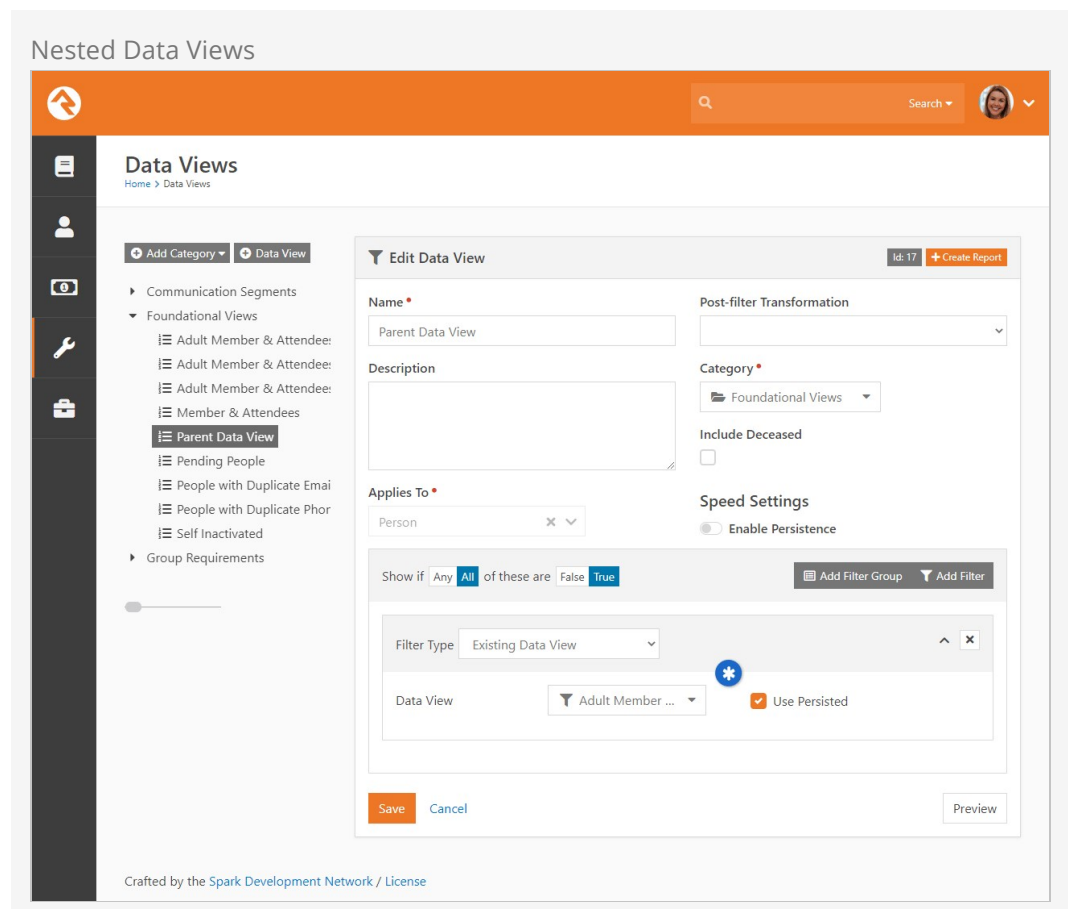 Nested Data Views
Search
Data Views
Home > Data Views
Add Category
Data View
Communication Segments
Foundational Views
Adult Member & Attendees
Adult Member & Attendees
Adult Member & Attendees
Member & Attendees
Parent Data View
Pending People
People with Duplicate Emai
People with Duplicate Phor
Self Inactivated
Group Requirements
Edit Data View
Id: 17
Create Report
Name
Parent Data View
Post-filter Transformation
Description
Category
Foundational Views
Include Deceased
Applies To
Person
Speed Settings
Enable Persistence
Show if Any All of these are False True
Add Filter Group
Add Filter
Filter Type Existing Data View
Data View
Adult Member ...
Use Persisted
Save
Cancel
Preview
Crafted by the Spark Development Network / License